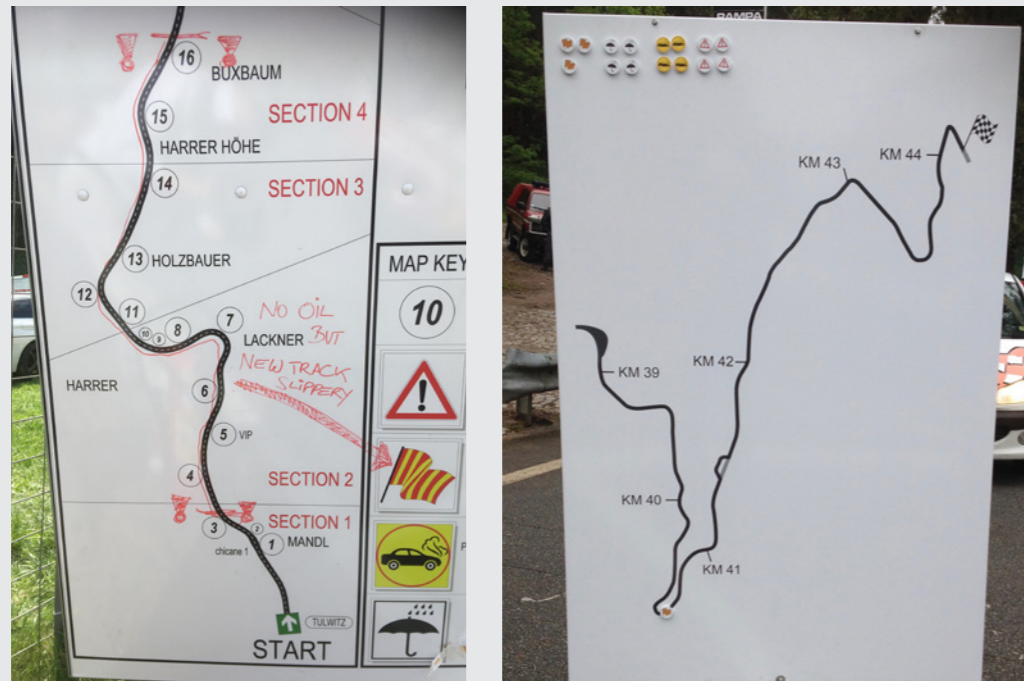 16
BUXBAUM
15
SECTION 4
HARRER HÖHE
14
SECTION 3
13
HOLZBAUER
12
11
10
9
8
7
LACKNER
NO OIL
BUT
NEW TRACK
SLIPPERY
HARRER
6
5
VIP
4
SECTION 2
3
SECTION 1
2
1
MANDL
chicane 1
TULWITZ
START
MAP KEY
10
RAMPA
KM 44
KM 43
KM 42
KM 39
KM 40
KM 41